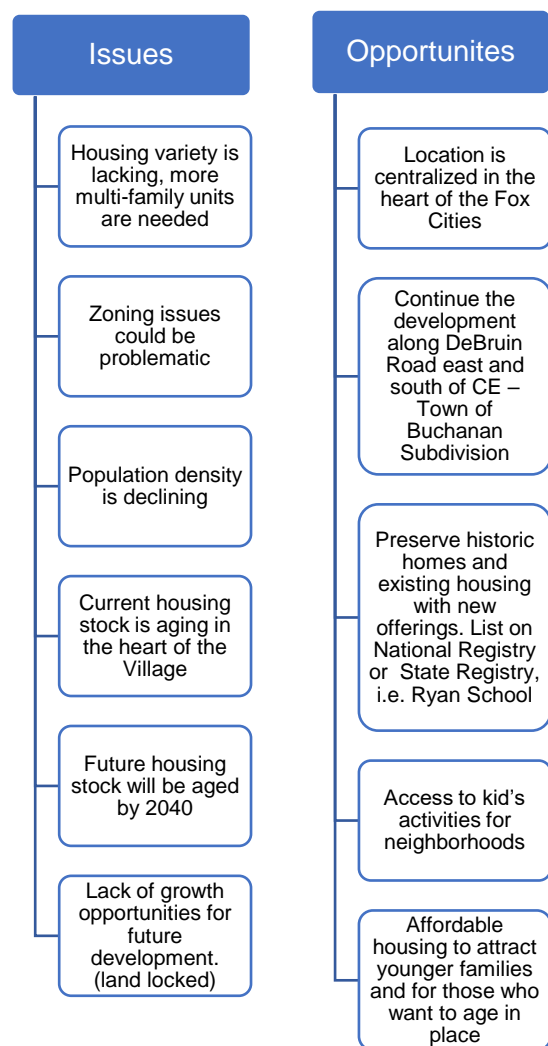 Issues
Housing variety is
lacking, more
multi-family units
are needed
Zoning issues
could be
problematic
Population density
is declining
Current housing
stock is aging in
the heart of the
Village
Future housing
stock will be aged
by 2040
Lack of growth
opportunities for
future
development.
(land locked)
Opportunites
Location is
centralized in the
heart of the Fox
Cities
Continue the
development
along DeBruin
Road east and
south of CE –
Town of
Buchanan
Subdivision
Preserve historic
homes and
existing housing
with new
offerings. List on
National Registry
or State Registry,
i.e. Ryan School
Access to kid's
activities for
neighborhoods
Affordable
housing to attract
younger families
and for those who
want to age in
place